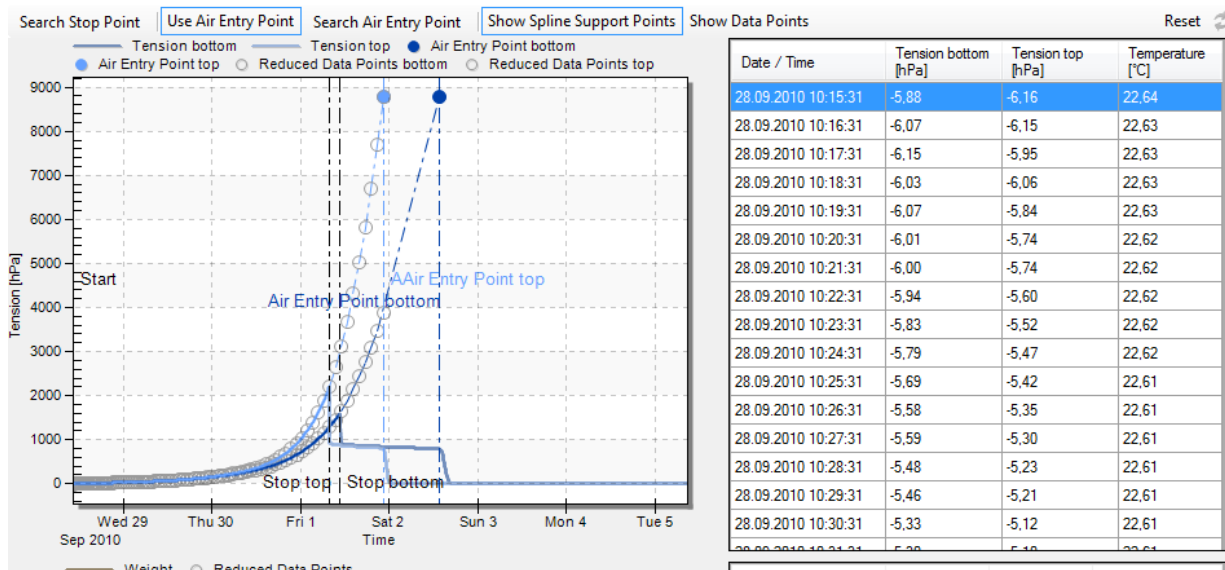 Search Stop Point Use Air Entry Point Search Air Entry Point Show Spline Support Points Show Data Points Reset
Tension bottom Tension top Air Entry Point bottom
Air Entry Point top Reduced Data Points bottom Reduced Data Points top
9000
8000
7000
6000
5000
4000
3000
2000
1000
0
Tension [hPa]
Start
AAir Entry Point top
Air Entry Point bottom
Stop top Stop bottom
Wed 29 Thu 30 Fri 1 Sat 2 Sun 3 Mon 4 Tue 5
Sep 2010 Time
Weight Reduced Data Points
Date / Time Tension bottom [hPa] Tension top [hPa] Temperature [°C]
28.09.2010 10:15:31 -5,88 -6,16 22,64
28.09.2010 10:16:31 -6,07 -6,15 22,63
28.09.2010 10:17:31 -6,15 -5,95 22,63
28.09.2010 10:18:31 -6,03 -6,06 22,63
28.09.2010 10:19:31 -6,07 -5,84 22,63
28.09.2010 10:20:31 -6,01 -5,74 22,62
28.09.2010 10:21:31 -6,00 -5,74 22,62
28.09.2010 10:22:31 -5,94 -5,60 22,62
28.09.2010 10:23:31 -5,83 -5,52 22,62
28.09.2010 10:24:31 -5,79 -5,47 22,62
28.09.2010 10:25:31 -5,69 -5,42 22,61
28.09.2010 10:26:31 -5,58 -5,35 22,61
28.09.2010 10:27:31 -5,59 -5,30 22,61
28.09.2010 10:28:31 -5,48 -5,23 22,61
28.09.2010 10:29:31 -5,46 -5,21 22,61
28.09.2010 10:30:31 -5,33 -5,12 22,61